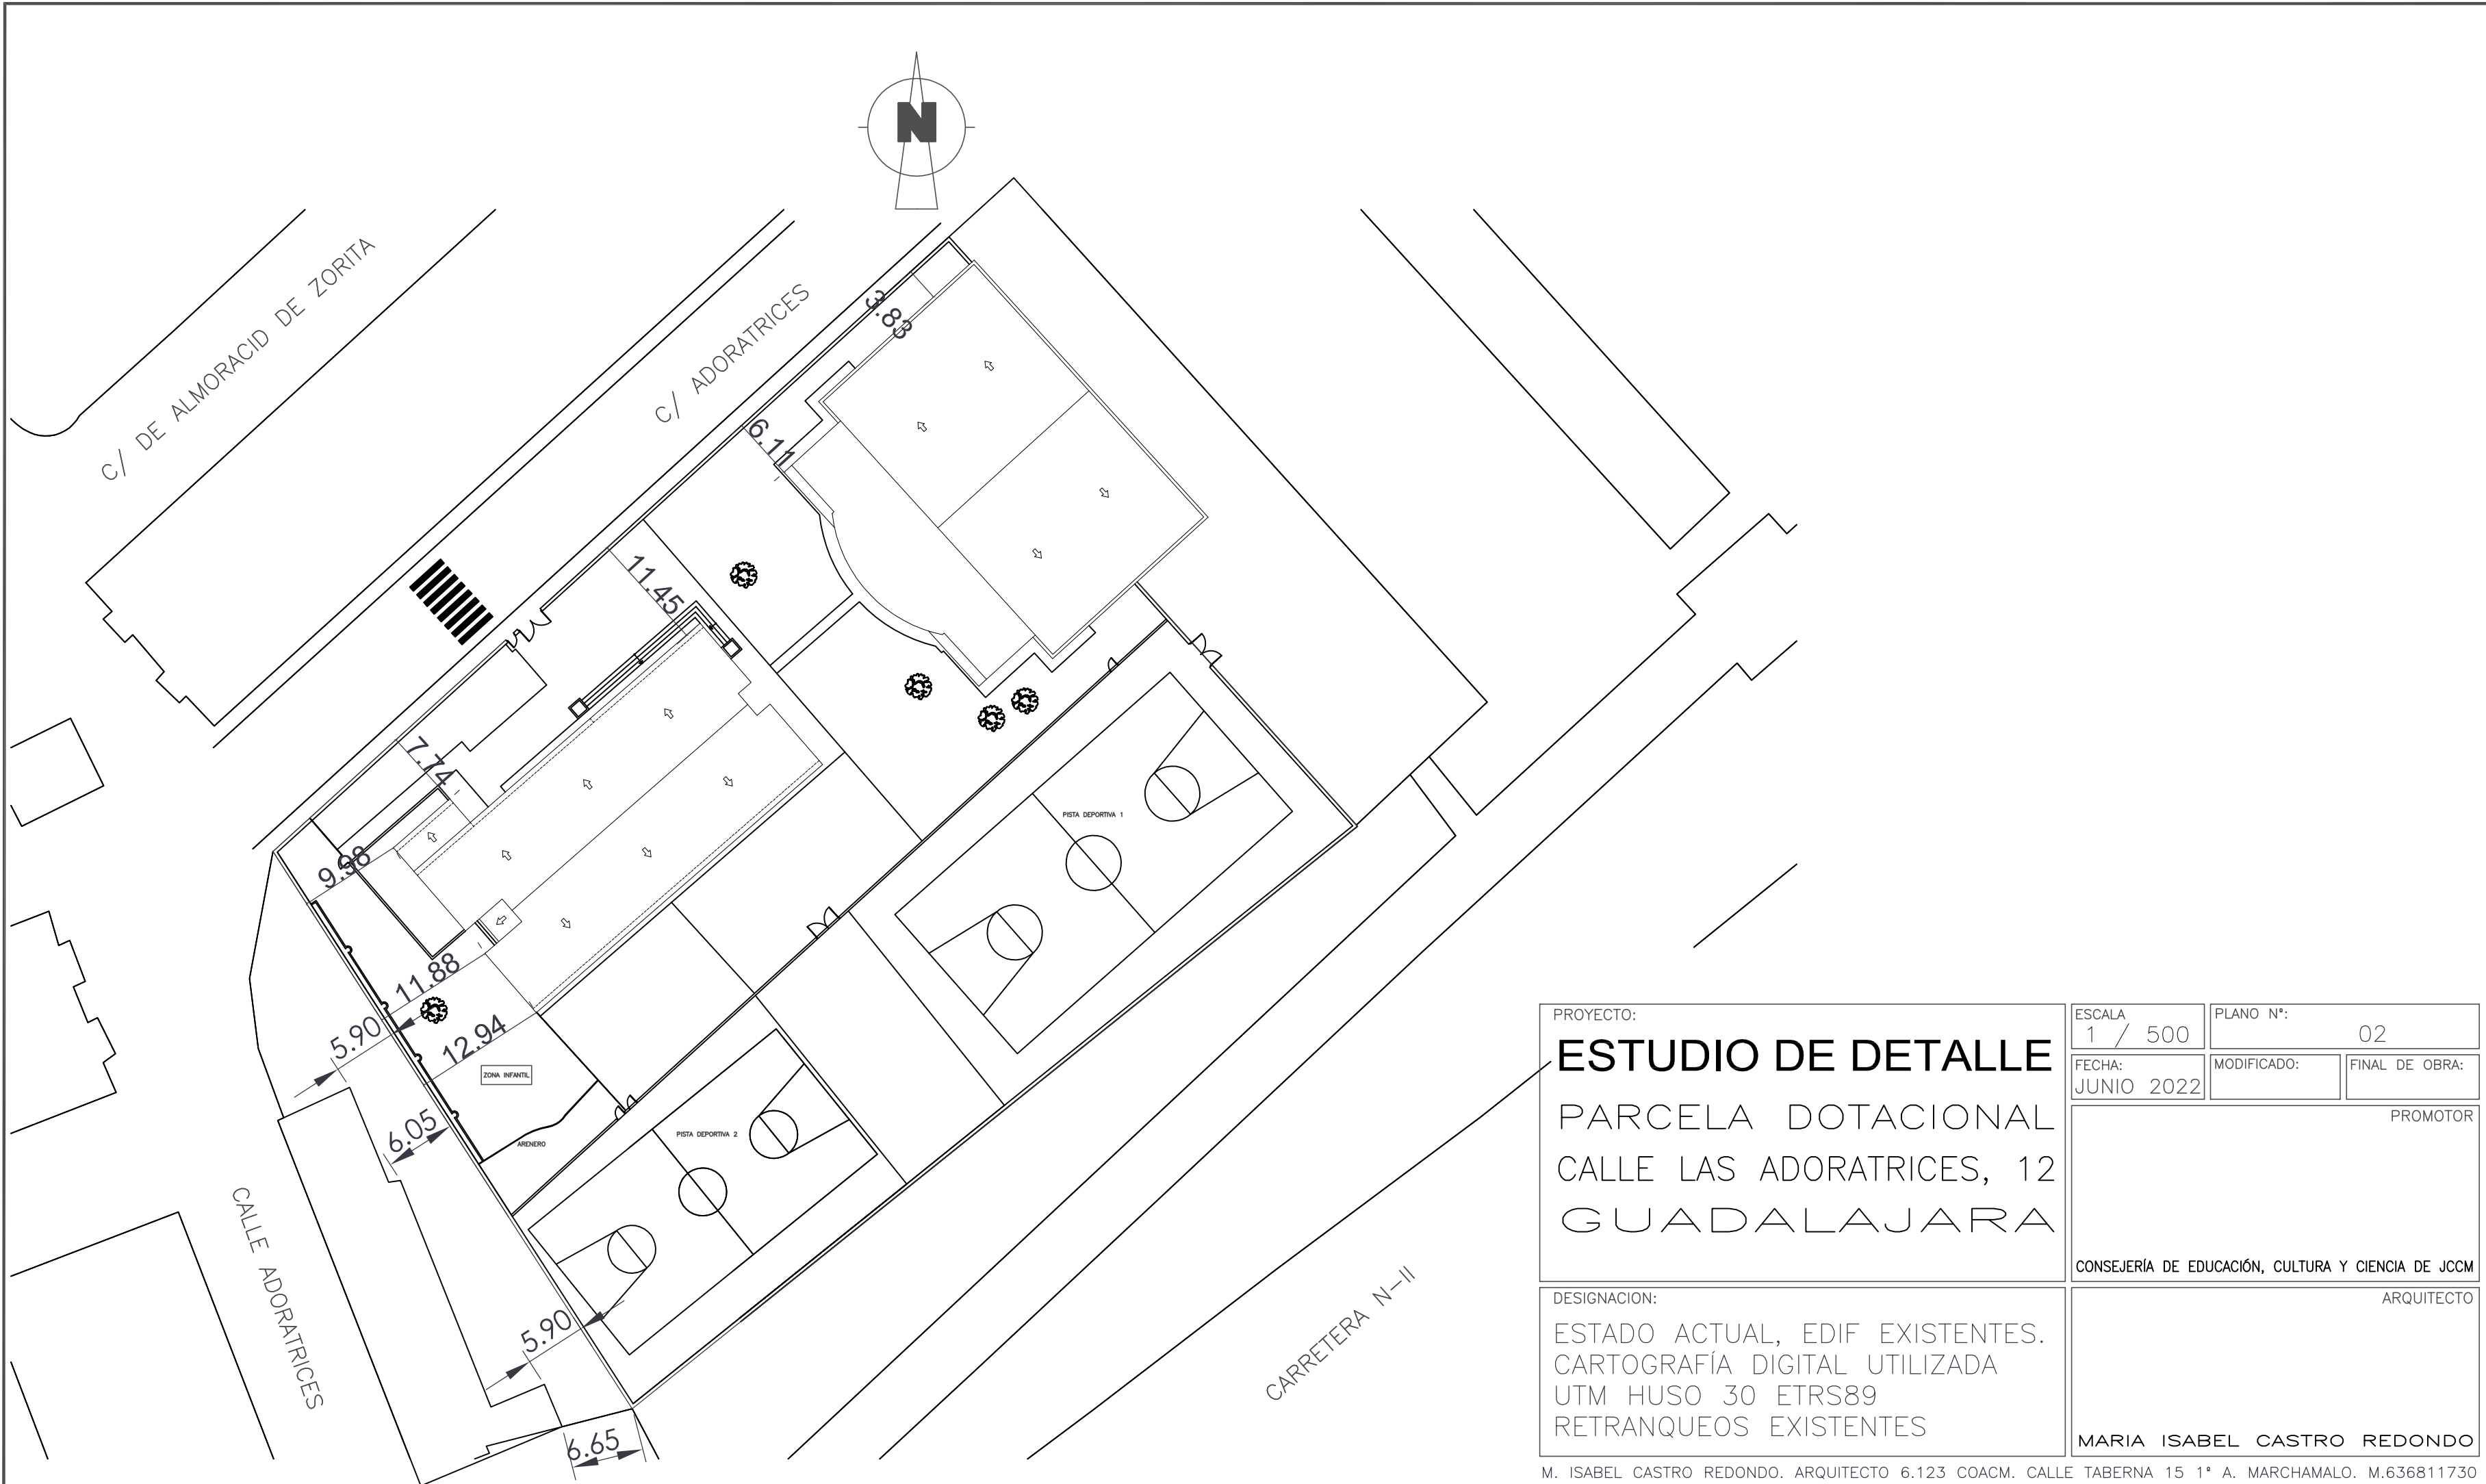 N
C/ DE ALMORACID DE ZORITA
C/ ADORATRICES
3.83
6.11
11.45
7.74
9.98
11.88
5.90
12.94
6.05
ZONA INFANTIL
ARENERO
PISTA DEPORTIVA 1
PISTA DEPORTIVA 2
5.90
6.65
CALLE ADORATRICES
CARRETERA N-II
PROYECTO:
ESTUDIO DE DETALLE
PARCELA DOTACIONAL
CALLE LAS ADORATRICES, 12
GUADALAJARA
ESCALA
1 / 500
PLANO Nº:
02
FECHA:
JUNIO 2022
MODIFICADO:
FINAL DE OBRA:
PROMOTOR
CONSEJERÍA DE EDUCACIÓN, CULTURA Y CIENCIA DE JCCM
DESIGNACION:
ESTADO ACTUAL, EDIF EXISTENTES.
CARTOGRAFÍA DIGITAL UTILIZADA
UTM HUSO 30 ETRS89
RETRANQUEOS EXISTENTES
ARQUITECTO
MARIA ISABEL CASTRO REDONDO
M. ISABEL CASTRO REDONDO. ARQUITECTO 6.123 COACM. CALLE TABERNA 15 1º A. MARCHAMALO. M.636811730